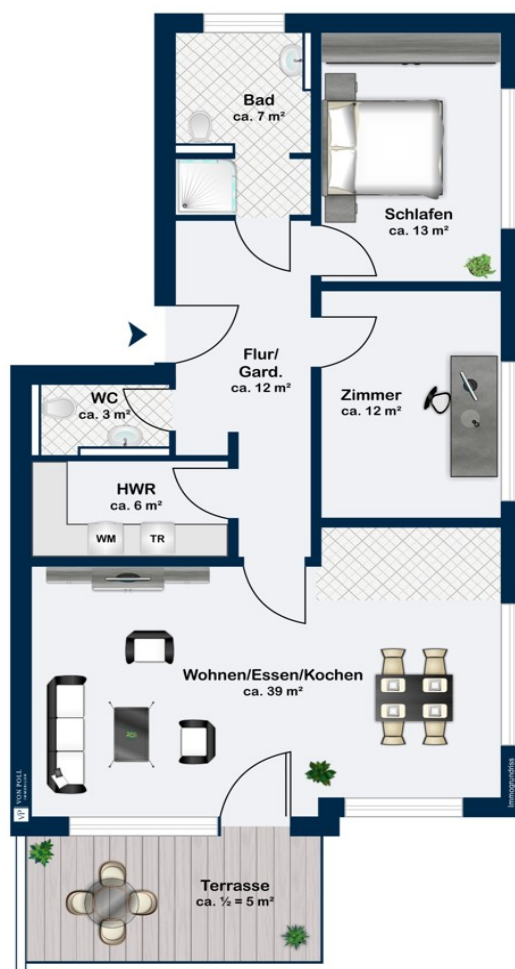 Bad
ca. 7 m²
Schlafen
ca. 13 m²
Flur/
Gard.
ca. 12 m²
Zimmer
ca. 12 m²
WC
ca. 3 m²
HWR
ca. 6 m²
WM
TR
Wohnen/Essen/Kochen
ca. 39 m²
VP
VON POLL
IMMOBILIEN
Immogrundriss
Terrasse
ca. ½ = 5 m²